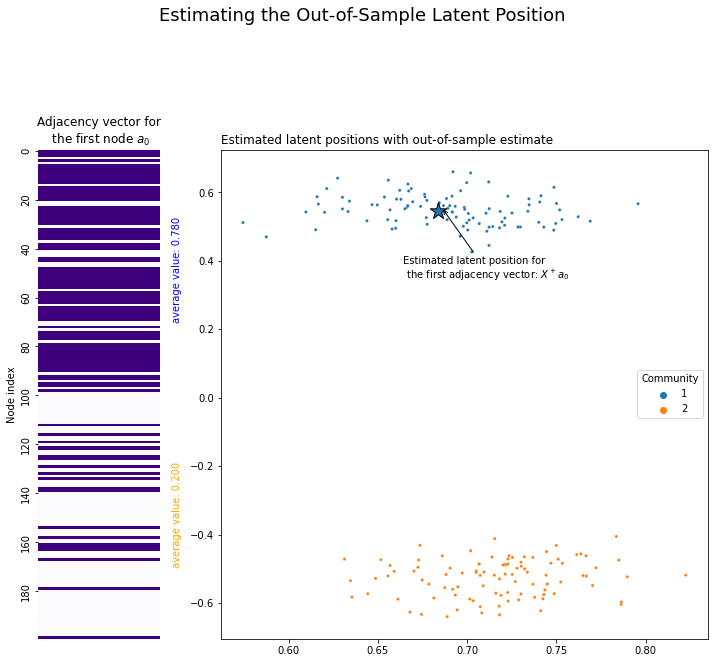 Estimating the Out-of-Sample Latent Position
Adjacency vector for
the first node a₀
Node index
0
20
40
60
80
100
120
140
160
180
average value: 0.780
average value: 0.200
Estimated latent positions with out-of-sample estimate
0.6
0.4
0.2
0.0
−0.2
−0.4
−0.6
Estimated latent position for
the first adjacency vector: X⁺a₀
Community
1
2
0.60
0.65
0.70
0.75
0.80